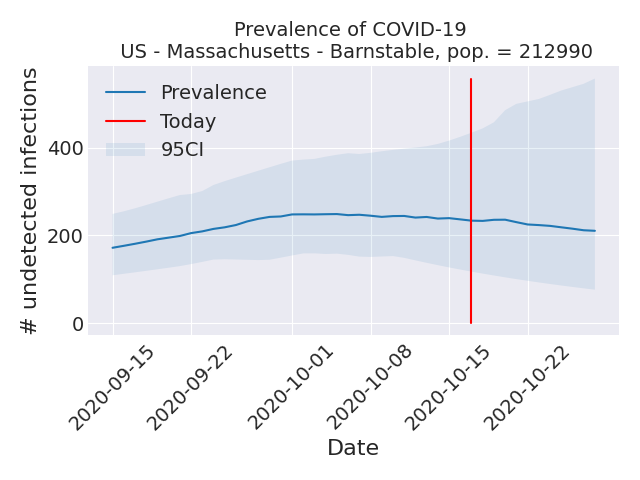 Prevalence of COVID-19
US - Massachusetts - Barnstable, pop. = 212990
# undetected infections
400
200
0
Prevalence
Today
95CI
2020-09-15
2020-09-22
2020-10-01
2020-10-08
2020-10-15
2020-10-22
Date